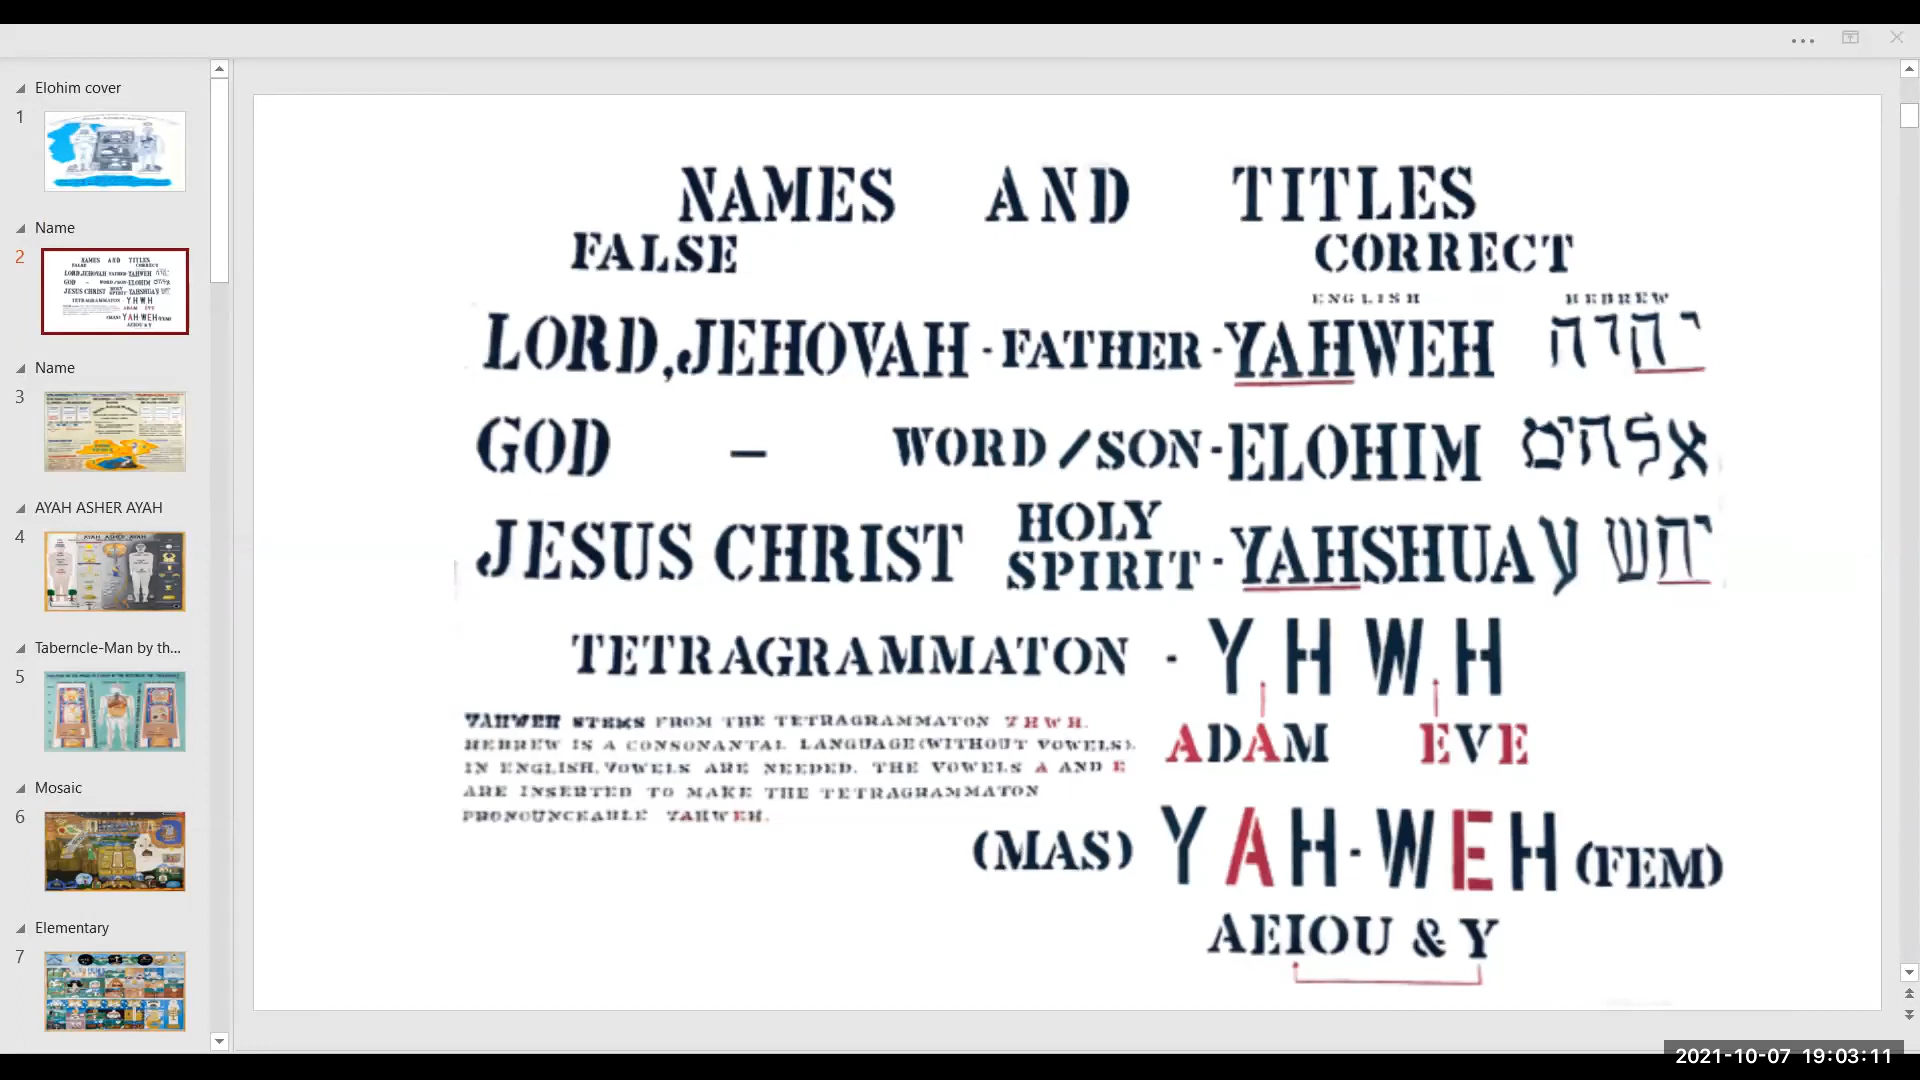 Elohim cover
1
Name
2
Name
3
AYAH ASHER AYAH
4
Taberncle-Man by th...
5
Mosaic
6
Elementary
7
NAMES AND TITLES
FALSE CORRECT
ENGLISH HEBREW
LORD, JEHOVAH - FATHER - YAHWEH יהוה
GOD — WORD/SON - ELOHIM אלהים
JESUS CHRIST HOLY SPIRIT - YAHSHUA יהשע
TETRAGRAMMATON - YHWH
ADAM EVE
YAHWEH STEMS FROM THE TETRAGRAMMATON YHWH.
HEBREW IS A CONSONANTAL LANGUAGE (WITHOUT VOWELS).
IN ENGLISH, VOWELS ARE NEEDED. THE VOWELS A AND E
ARE INSERTED TO MAKE THE TETRAGRAMMATON
PRONOUNCEABLE YAHWEH.
(MAS) YAH-WEH (FEM)
AEIOU & Y
2021-10-07 19:03:11